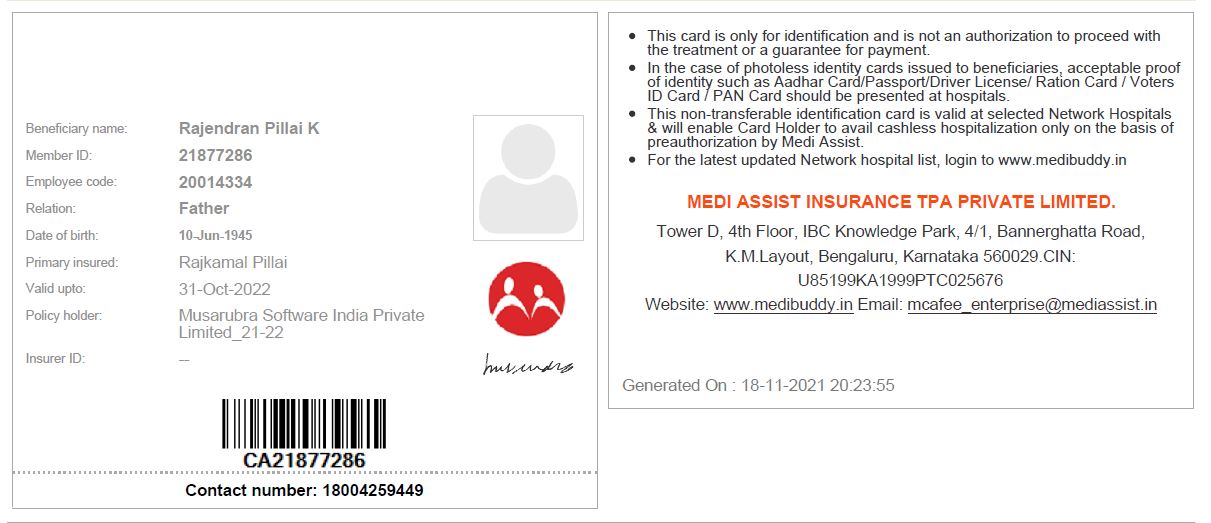 Beneficiary name: Rajendran Pillai K
Member ID: 21877286
Employee code: 20014334
Relation: Father
Date of birth: 10-Jun-1945
Primary insured: Rajkamal Pillai
Valid upto: 31-Oct-2022
Policy holder: Musarubra Software India Private
Limited_21-22
Insurer ID: --
CA21877286
Contact number: 18004259449
• This card is only for identification and is not an authorization to proceed with
the treatment or a guarantee for payment.
• In the case of photoless identity cards issued to beneficiaries, acceptable proof
of identity such as Aadhar Card/Passport/Driver License/ Ration Card / Voters
ID Card / PAN Card should be presented at hospitals.
• This non-transferable identification card is valid at selected Network Hospitals
& will enable Card Holder to avail cashless hospitalization only on the basis of
preauthorization by Medi Assist.
• For the latest updated Network hospital list, login to www.medibuddy.in
MEDI ASSIST INSURANCE TPA PRIVATE LIMITED.
Tower D, 4th Floor, IBC Knowledge Park, 4/1, Bannerghatta Road,
K.M.Layout, Bengaluru, Karnataka 560029.CIN:
U85199KA1999PTC025676
Website: www.medibuddy.in Email: mcafee_enterprise@mediassist.in
Generated On : 18-11-2021 20:23:55